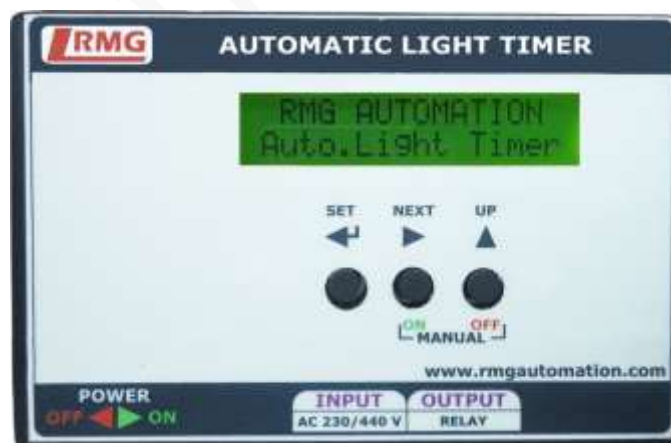 RMG
AUTOMATIC LIGHT TIMER
RMG AUTOMATION
Auto.Light Timer
SET NEXT UP
ON OFF
MANUAL
www.rmgautomation.com
POWER
OFF ON
INPUT OUTPUT
AC 230/440 V RELAY